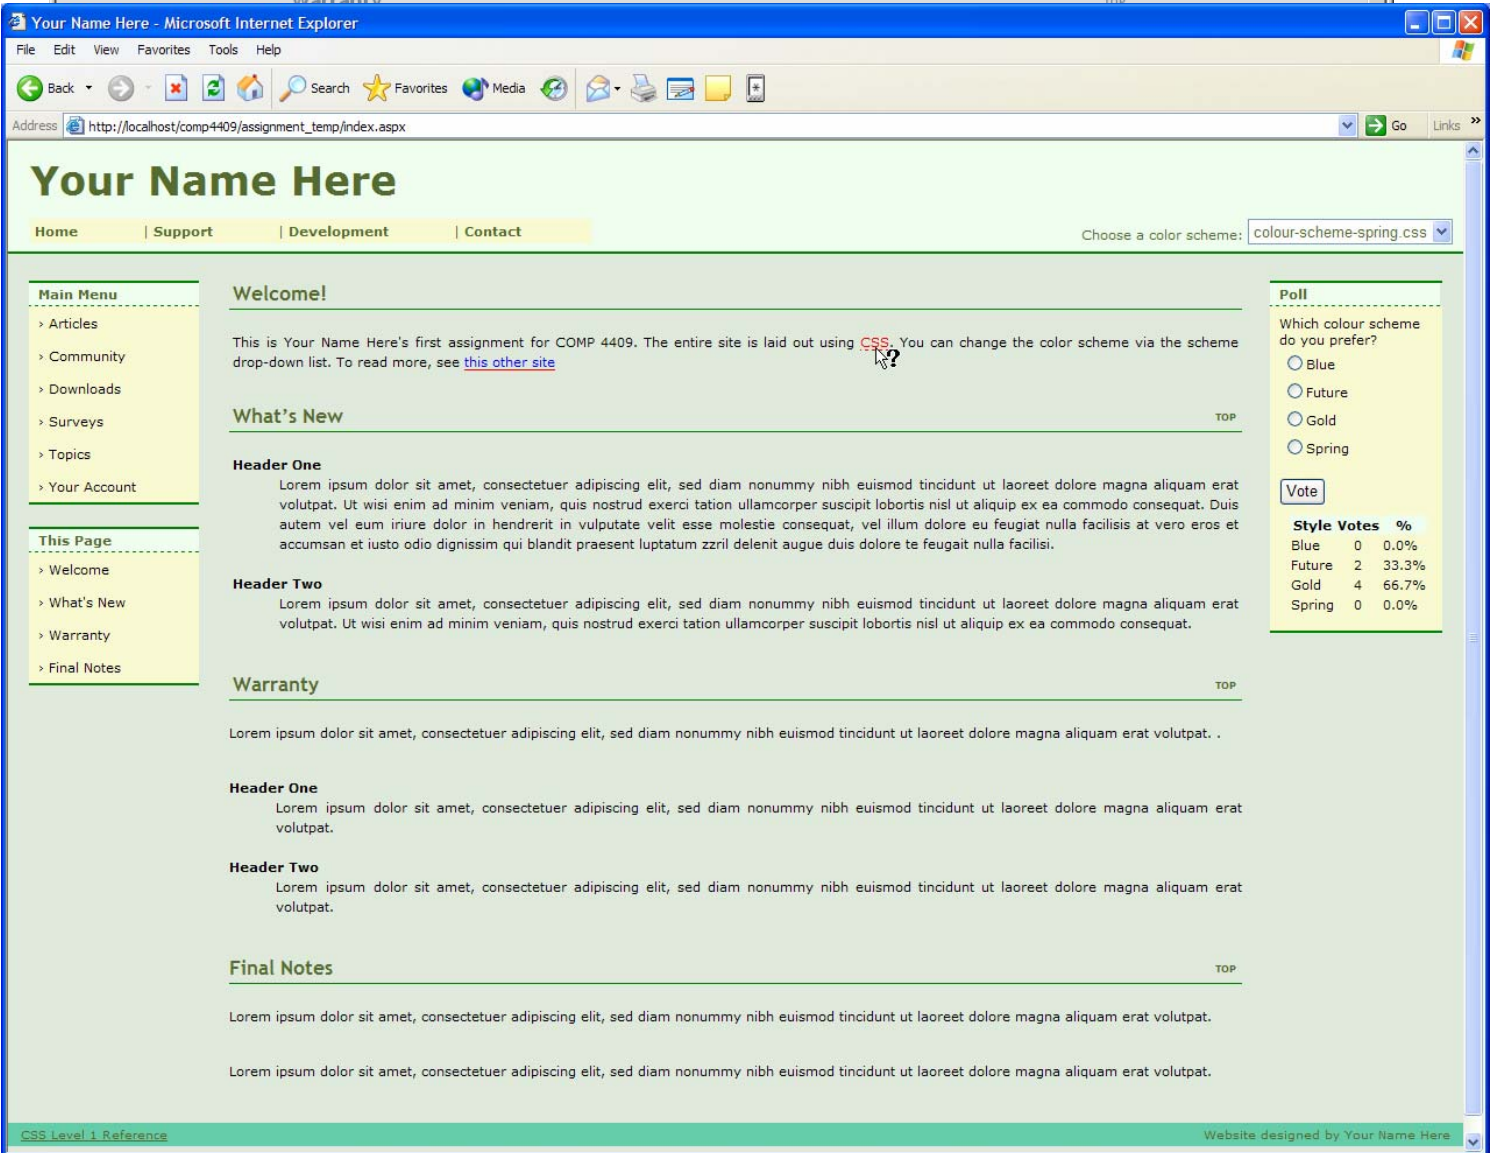 Warranty
Your Name Here - Microsoft Internet Explorer
File Edit View Favorites Tools Help
Back Search Favorites Media
Address http://localhost/comp4409/assignment_temp/index.aspx Go Links »
Your Name Here
Home | Support | Development | Contact
Choose a color scheme: colour-scheme-spring.css
Main Menu
› Articles
› Community
› Downloads
› Surveys
› Topics
› Your Account
This Page
› Welcome
› What's New
› Warranty
› Final Notes
Welcome!
This is Your Name Here's first assignment for COMP 4409. The entire site is laid out using CSS. You can change the color scheme via the scheme
drop-down list. To read more, see this other site
What's New TOP
Header One
Lorem ipsum dolor sit amet, consectetuer adipiscing elit, sed diam nonummy nibh euismod tincidunt ut laoreet dolore magna aliquam erat
volutpat. Ut wisi enim ad minim veniam, quis nostrud exerci tation ullamcorper suscipit lobortis nisl ut aliquip ex ea commodo consequat. Duis
autem vel eum iriure dolor in hendrerit in vulputate velit esse molestie consequat, vel illum dolore eu feugiat nulla facilisis at vero eros et
accumsan et iusto odio dignissim qui blandit praesent luptatum zzril delenit augue duis dolore te feugait nulla facilisi.
Header Two
Lorem ipsum dolor sit amet, consectetuer adipiscing elit, sed diam nonummy nibh euismod tincidunt ut laoreet dolore magna aliquam erat
volutpat. Ut wisi enim ad minim veniam, quis nostrud exerci tation ullamcorper suscipit lobortis nisl ut aliquip ex ea commodo consequat.
Warranty TOP
Lorem ipsum dolor sit amet, consectetuer adipiscing elit, sed diam nonummy nibh euismod tincidunt ut laoreet dolore magna aliquam erat volutpat. .
Header One
Lorem ipsum dolor sit amet, consectetuer adipiscing elit, sed diam nonummy nibh euismod tincidunt ut laoreet dolore magna aliquam erat
volutpat.
Header Two
Lorem ipsum dolor sit amet, consectetuer adipiscing elit, sed diam nonummy nibh euismod tincidunt ut laoreet dolore magna aliquam erat
volutpat.
Final Notes TOP
Lorem ipsum dolor sit amet, consectetuer adipiscing elit, sed diam nonummy nibh euismod tincidunt ut laoreet dolore magna aliquam erat volutpat.
Lorem ipsum dolor sit amet, consectetuer adipiscing elit, sed diam nonummy nibh euismod tincidunt ut laoreet dolore magna aliquam erat volutpat.
Poll
Which colour scheme
do you prefer?
Blue
Future
Gold
Spring
Vote
Style Votes %
Blue 0 0.0%
Future 2 33.3%
Gold 4 66.7%
Spring 0 0.0%
CSS Level 1 Reference
Website designed by Your Name Here